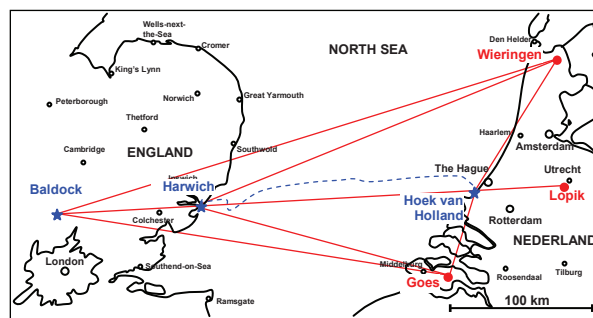 Wells-next-
the-Sea
Cromer
NORTH SEA
Den Helder
Wieringen
King's Lynn
Peterborough
Norwich
Great Yarmouth
Thetford
Southwold
Haarlem
Amsterdam
Cambridge
ENGLAND
The Hague
Utrecht
Ipswich
Baldock
Harwich
Lopik
Hoek van
Holland
Colchester
Rotterdam
NEDERLAND
London
Southend-on-Sea
Middelburg
Goes
Roosendaal
Tilburg
Ramsgate
100 km